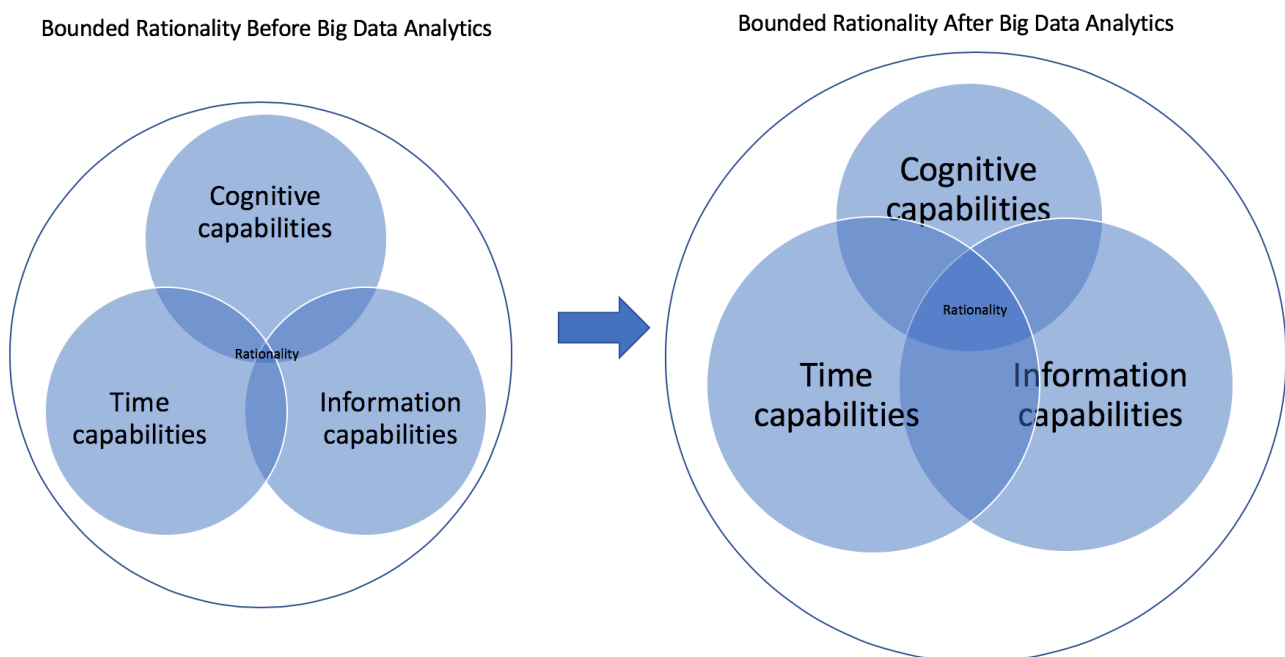 Bounded Rationality Before Big Data Analytics
Cognitive
capabilities
Rationality
Time
capabilities
Information
capabilities
Bounded Rationality After Big Data Analytics
Cognitive
capabilities
Rationality
Time
capabilities
Information
capabilities